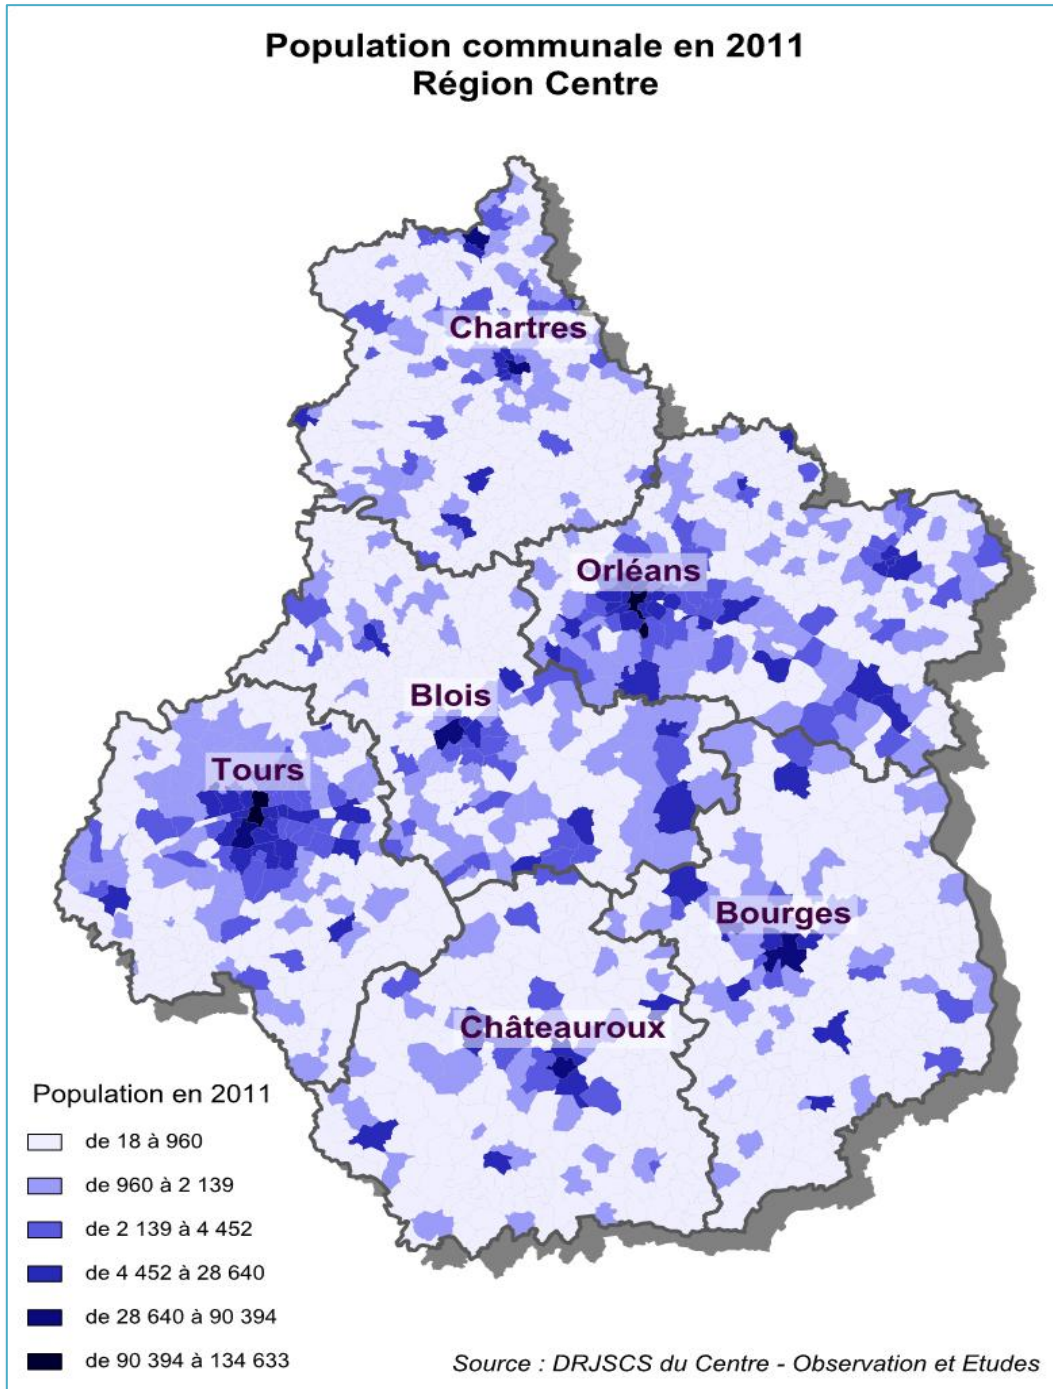 Population communale en 2011
Région Centre
Chartres
Orléans
Blois
Tours
Bourges
Châteauroux
Population en 2011
de 18 à 960
de 960 à 2 139
de 2 139 à 4 452
de 4 452 à 28 640
de 28 640 à 90 394
de 90 394 à 134 633
Source : DRJSCS du Centre - Observation et Etudes